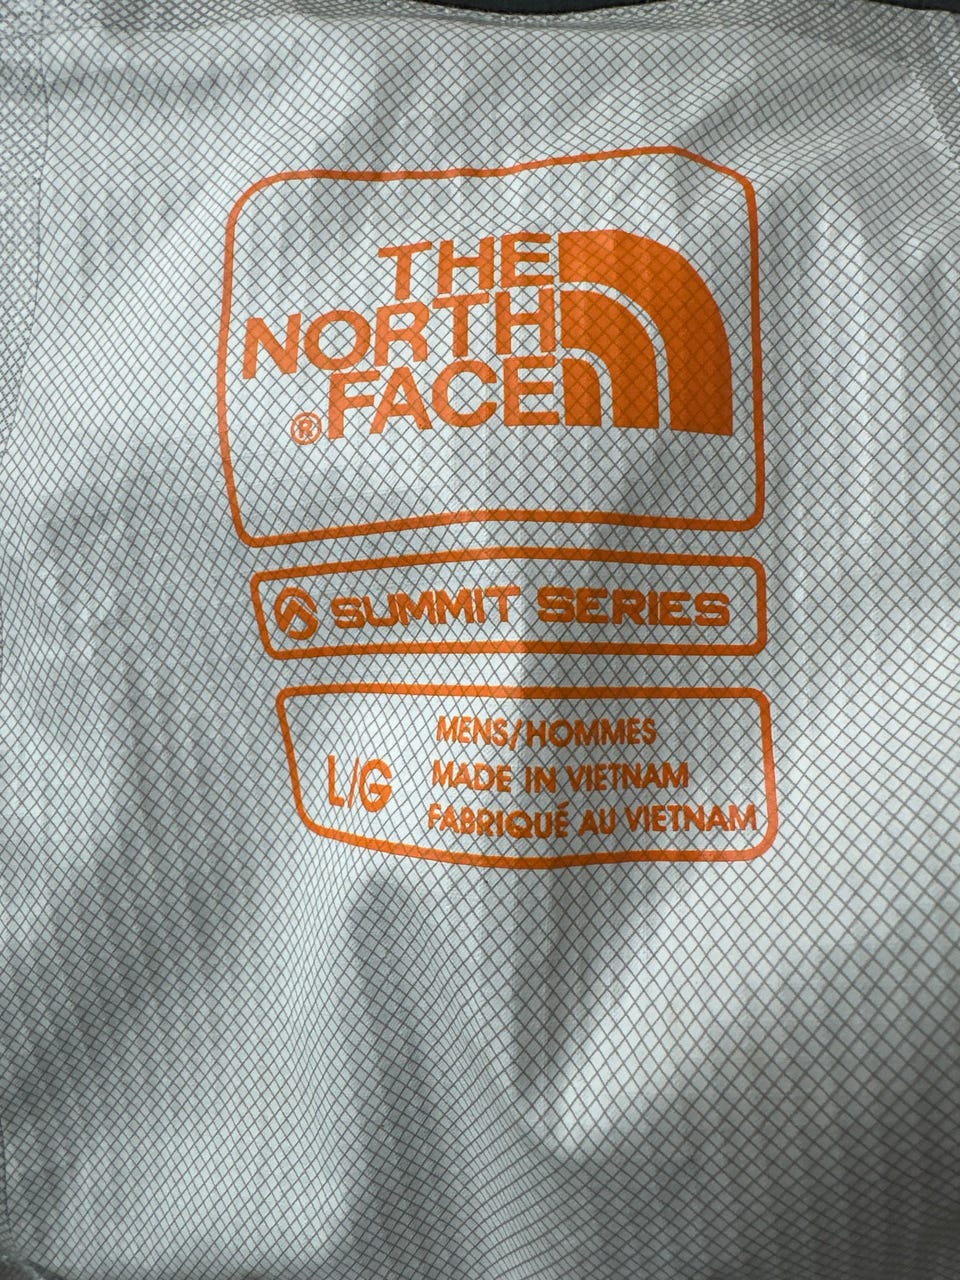 THE
NORTH
FACE
®
SUMMIT SERIES
L/G
MENS/HOMMES
MADE IN VIETNAM
FABRIQUÉ AU VIETNAM